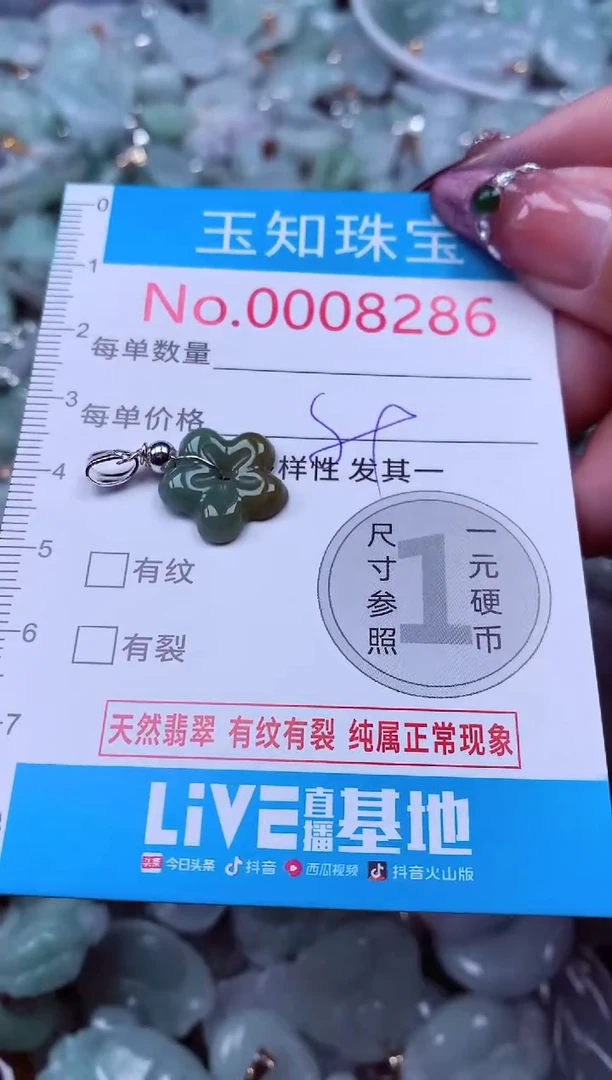 玉知珠宝
No.0008286
每单数量
每单价格
样性 发其一
有纹
有裂
尺寸参照
1
一元硬币
天然翡翠 有纹有裂 纯属正常现象
LiVE直播基地
头条 今日头条 抖音 西瓜视频 抖音火山版
0
1
2
3
4
5
6
7